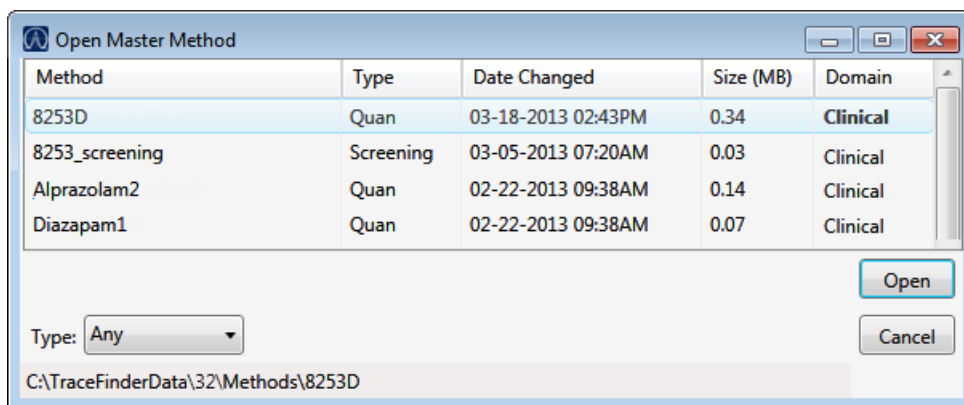 Open Master Method
Method Type Date Changed Size (MB) Domain
8253D Quan 03-18-2013 02:43PM 0.34 Clinical
8253_screening Screening 03-05-2013 07:20AM 0.03 Clinical
Alprazolam2 Quan 02-22-2013 09:38AM 0.14 Clinical
Diazapam1 Quan 02-22-2013 09:38AM 0.07 Clinical
Open
Type: Any Cancel
C:\TraceFinderData\32\Methods\8253D